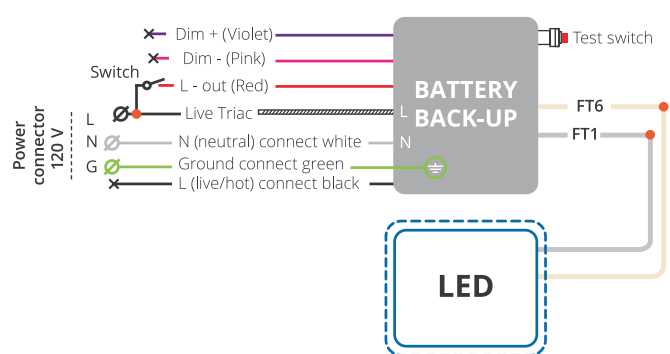 Dim + (Violet)
Dim - (Pink)
Switch
L - out (Red)
L
Live Triac
N
N (neutral) connect white
G
Ground connect green
L (live/hot) connect black
Power
connector
120 V
BATTERY
BACK-UP
L
N
Test switch
FT6
FT1
LED